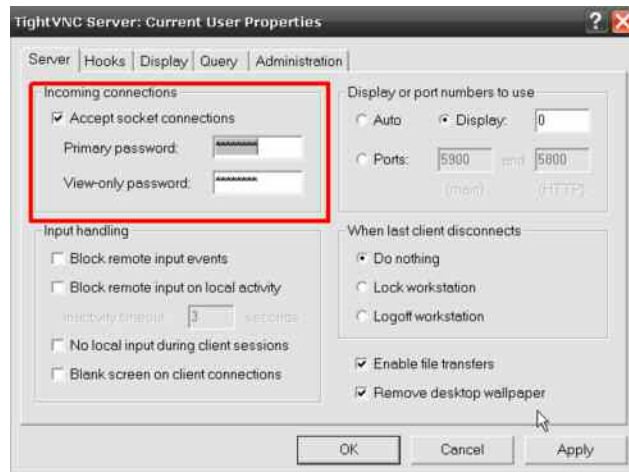 TightVNC Server: Current User Properties
Server Hooks Display Query Administration
Incoming connections
Accept socket connections
Primary password: ********
View-only password: ********
Display or port numbers to use
Auto Display: 0
Ports: 5900 and 5800
(main) (HTTP)
Input handling
Block remote input events
Block remote input on local activity
Inactivity timeout: 3 seconds
No local input during client sessions
Blank screen on client connections
When last client disconnects
Do nothing
Lock workstation
Logoff workstation
Enable file transfers
Remove desktop wallpaper
OK Cancel Apply